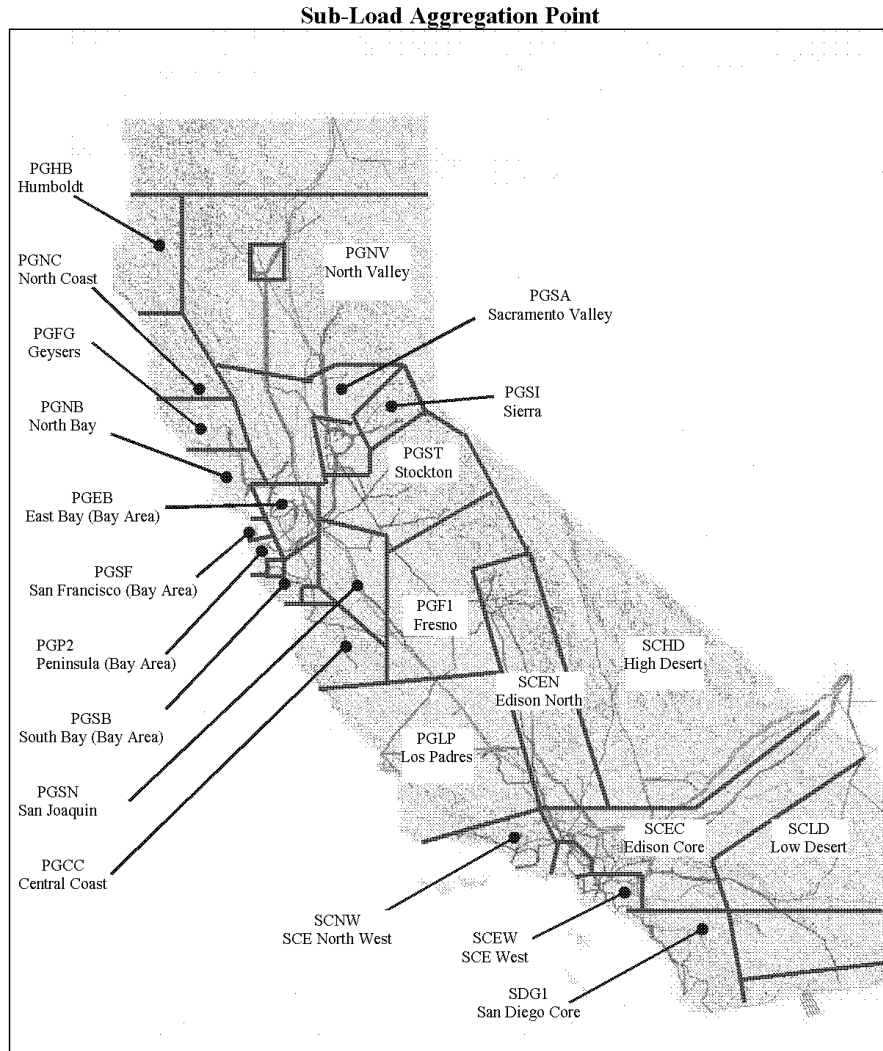 Sub-Load Aggregation Point
PGHB
Humboldt
PGNC
North Coast
PGFG
Geysers
PGNB
North Bay
PGEB
East Bay (Bay Area)
PGSF
San Francisco (Bay Area)
PGP2
Peninsula (Bay Area)
PGSB
South Bay (Bay Area)
PGSN
San Joaquin
PGCC
Central Coast
PGNV
North Valley
PGSA
Sacramento Valley
PGSI
Sierra
PGST
Stockton
PGF1
Fresno
SCHD
High Desert
SCEN
Edison North
PGLP
Los Padres
SCEC
Edison Core
SCLD
Low Desert
SCNW
SCE North West
SCEW
SCE West
SDG1
San Diego Core